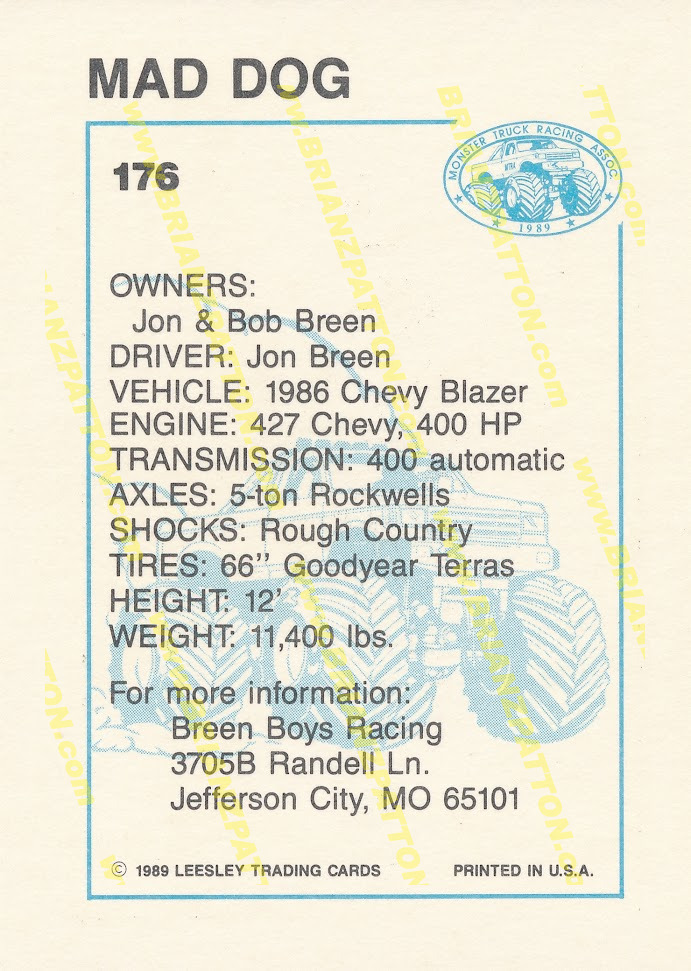 MAD DOG
176
MONSTER TRUCK RACING ASSOC.
MTRA
★ ★ 1989 ★ ★
OWNERS:
Jon & Bob Breen
DRIVER: Jon Breen
VEHICLE: 1986 Chevy Blazer
ENGINE: 427 Chevy, 400 HP
TRANSMISSION: 400 automatic
AXLES: 5-ton Rockwells
SHOCKS: Rough Country
TIRES: 66’’ Goodyear Terras
HEIGHT: 12’
WEIGHT: 11,400 lbs.
For more information:
Breen Boys Racing
3705B Randell Ln.
Jefferson City, MO 65101
© 1989 LEESLEY TRADING CARDS PRINTED IN U.S.A.
www.BRIANZPATTON.com